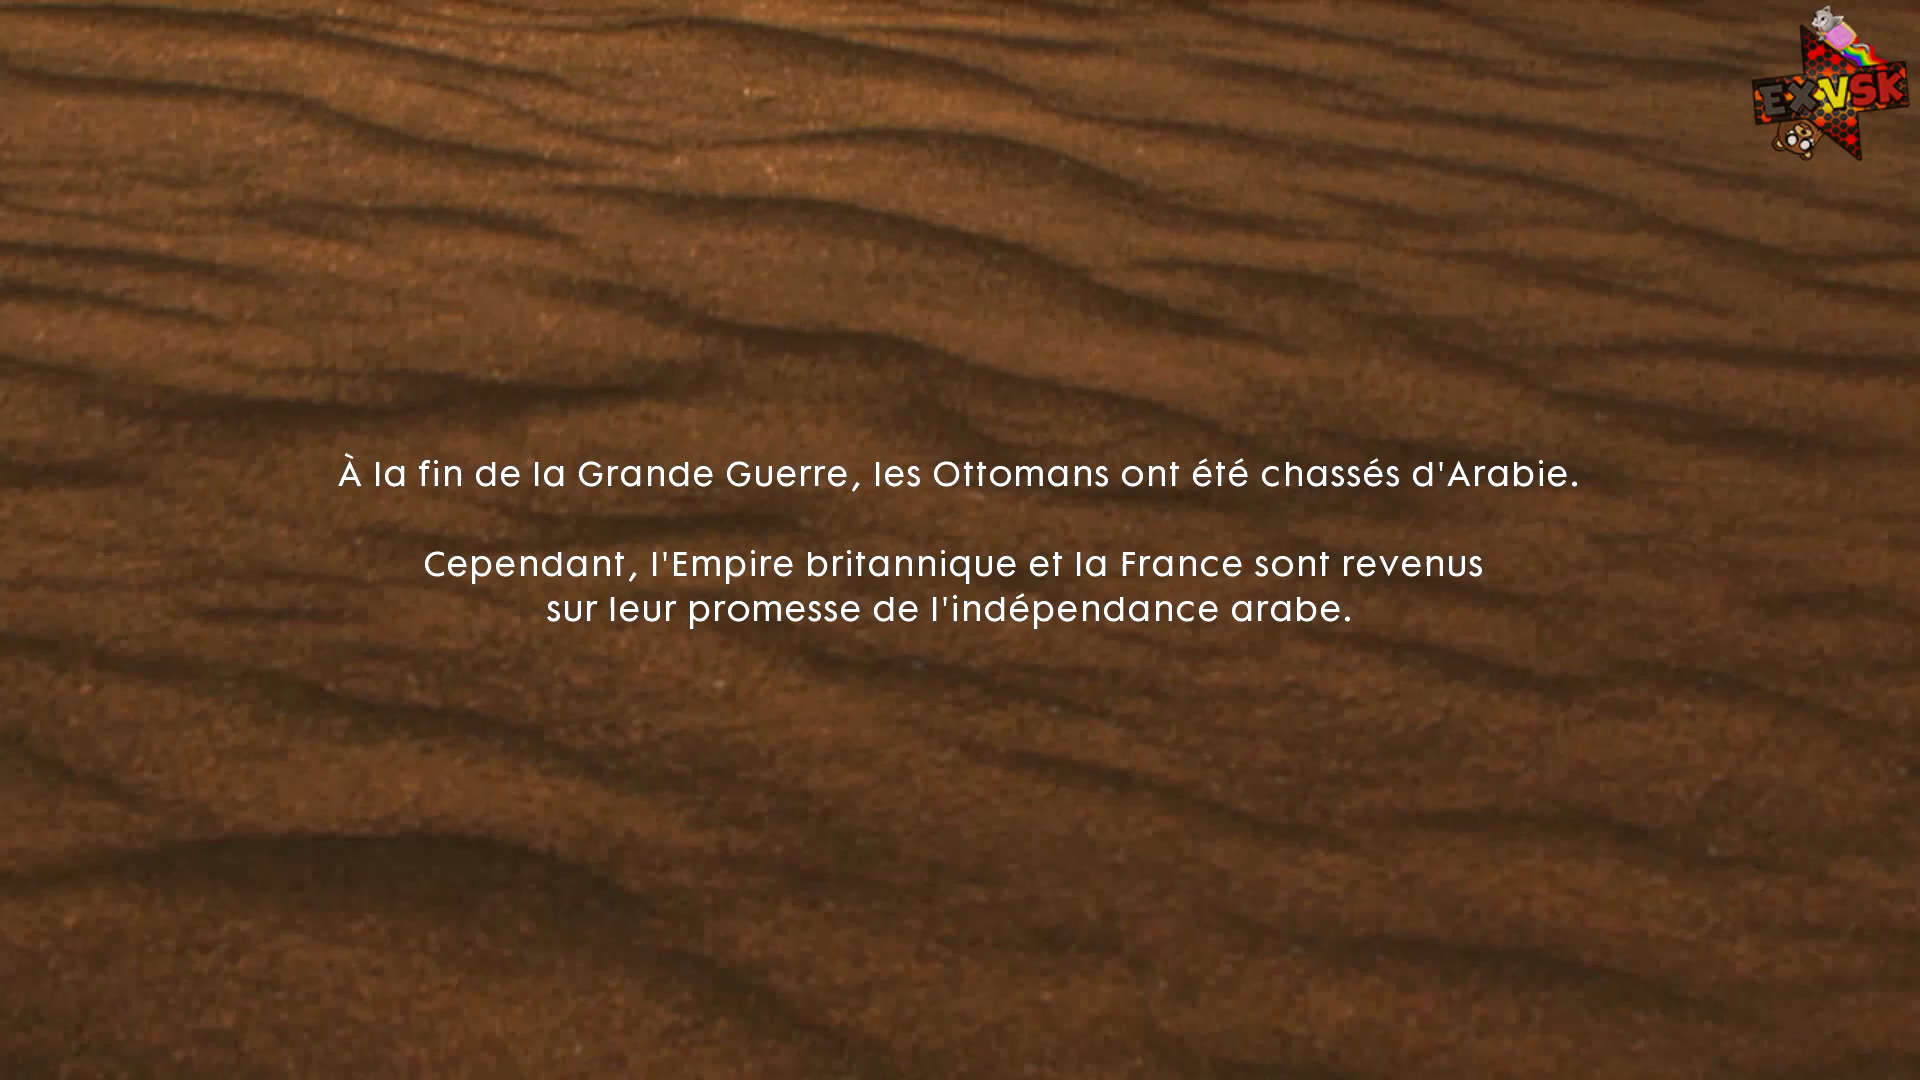 EXVSK
À la fin de la Grande Guerre, les Ottomans ont été chassés d'Arabie.
Cependant, l'Empire britannique et la France sont revenus
sur leur promesse de l'indépendance arabe.